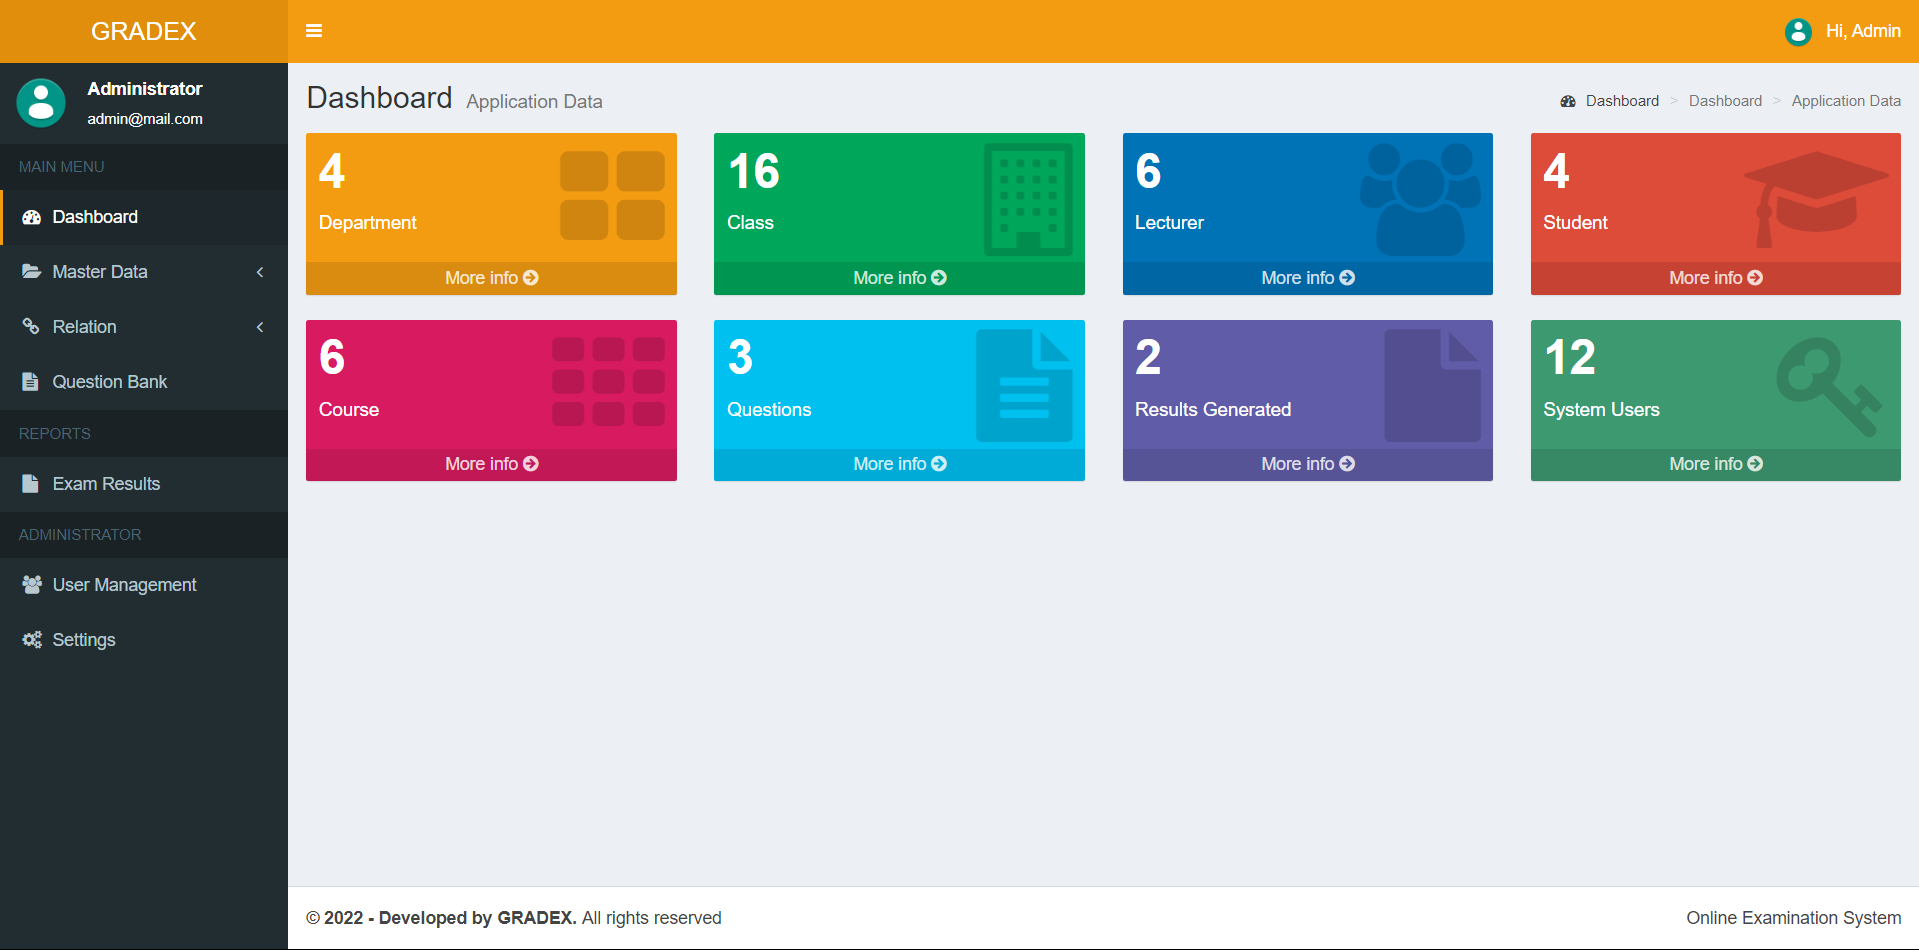 GRADEX
Hi, Admin
Administrator
admin@mail.com
MAIN MENU
Dashboard
Master Data
Relation
Question Bank
REPORTS
Exam Results
ADMINISTRATOR
User Management
Settings
Dashboard Application Data
Dashboard > Dashboard > Application Data
4
Department
More info
16
Class
More info
6
Lecturer
More info
4
Student
More info
6
Course
More info
3
Questions
More info
2
Results Generated
More info
12
System Users
More info
© 2022 - Developed by GRADEX. All rights reserved
Online Examination System